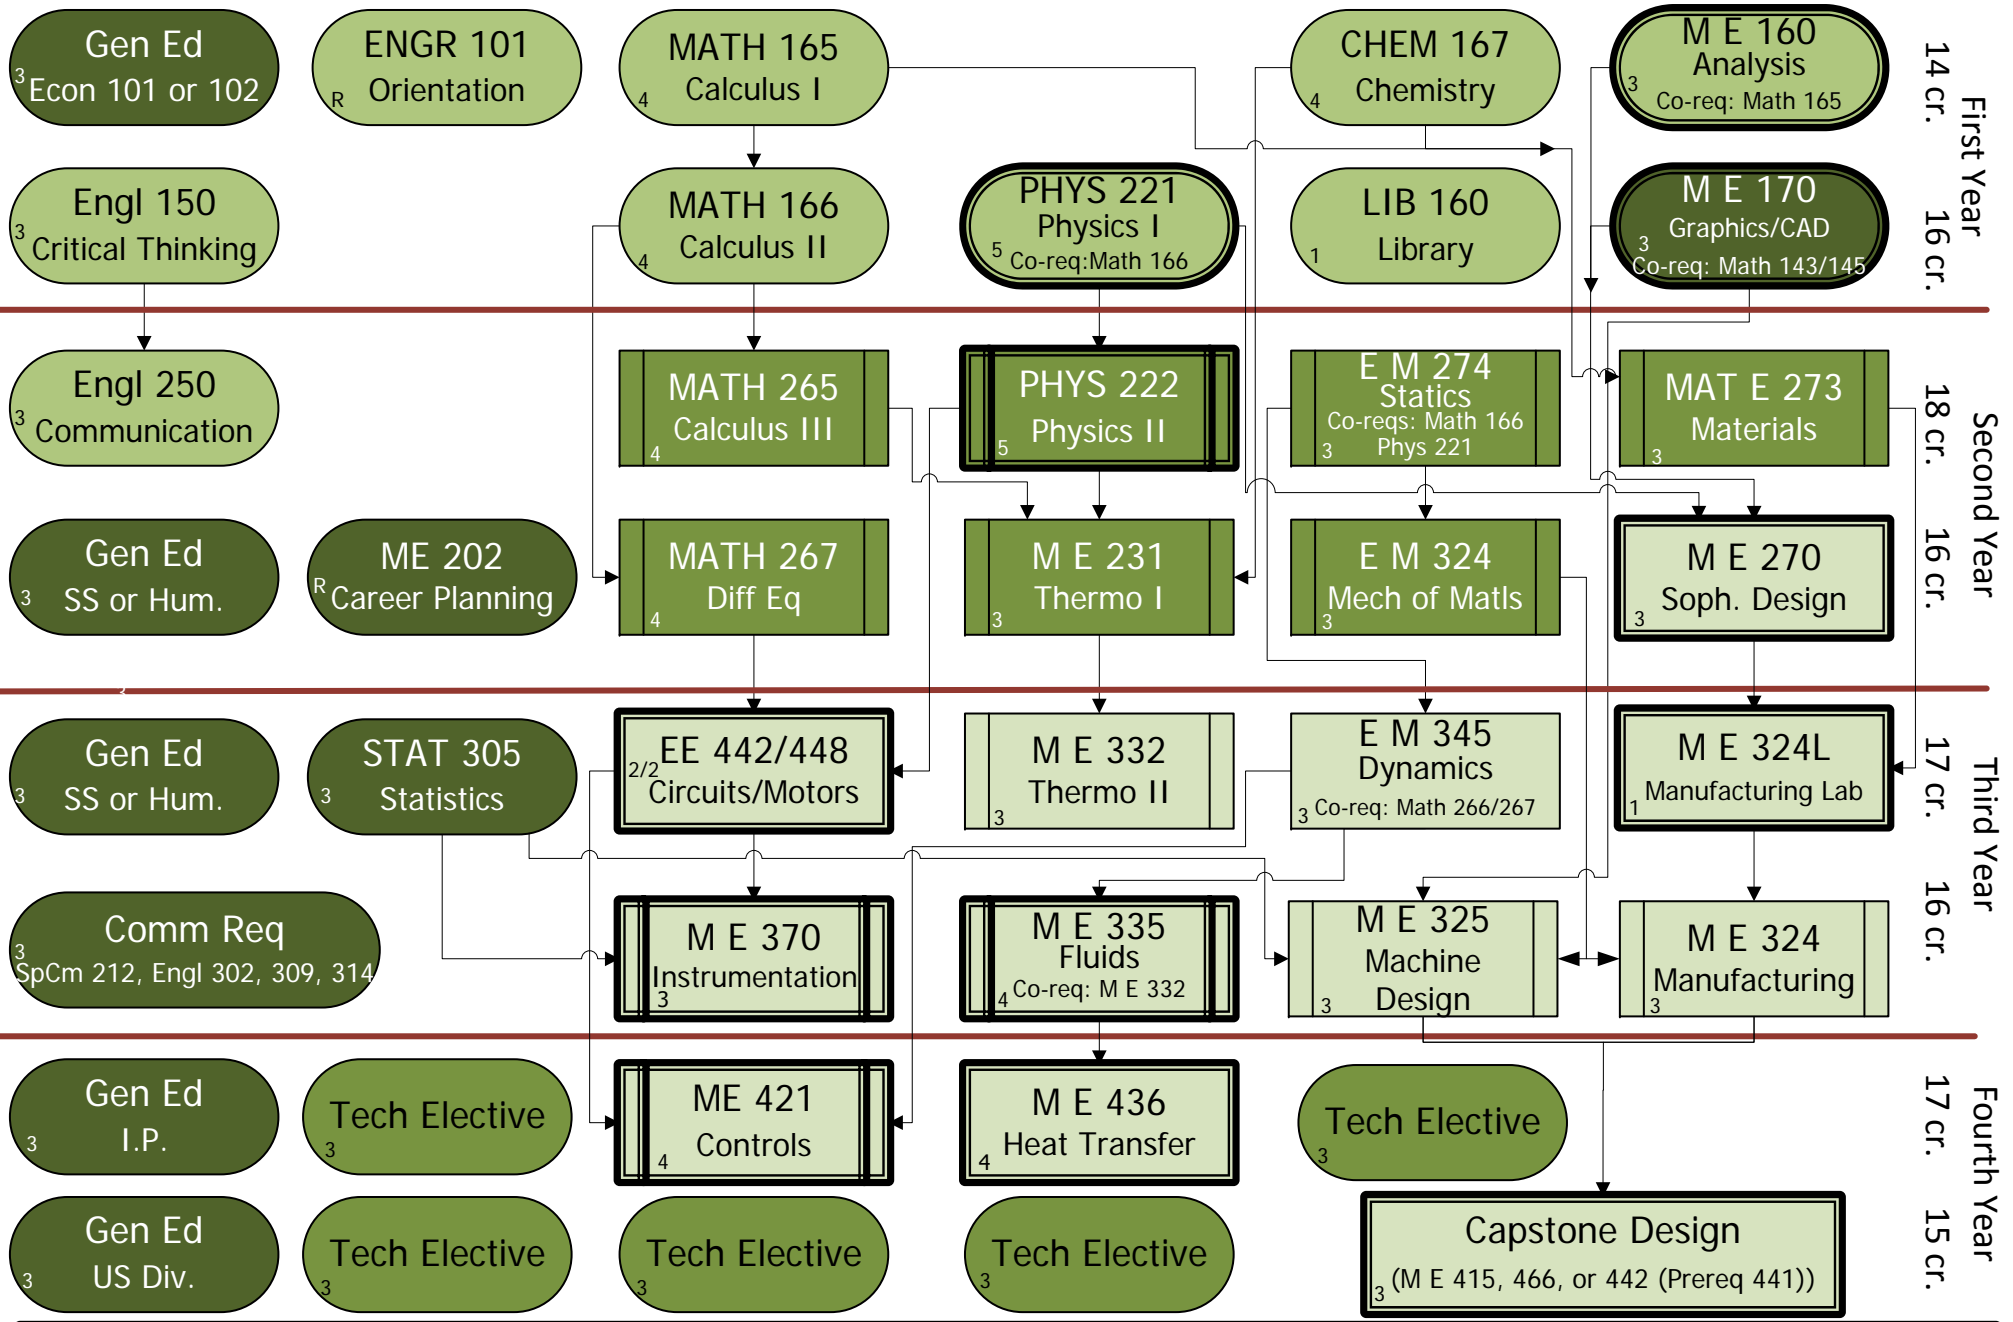 Gen Ed
3
Econ 101 or 102
ENGR 101
R Orientation
MATH 165
Calculus I
4
CHEM 167
Chemistry
4
M E 160
Analysis
3
Co-req: Math 165
14 cr.
First Year
Engl 150
3
Critical Thinking
MATH 166
Calculus II
4
PHYS 221
Physics I
5 Co-req:Math 166
LIB 160
Library
1
M E 170
Graphics/CAD
3
Co-req: Math 143/145
16 cr.
Engl 250
3 Communication
MATH 265
Calculus III
4
PHYS 222
Physics II
5
E M 274
Statics
Co-reqs: Math 166
3 Phys 221
MAT E 273
Materials
3
18 cr.
Second Year
Gen Ed
3 SS or Hum.
ME 202
R Career Planning
MATH 267
Diff Eq
4
M E 231
Thermo I
3
E M 324
Mech of Matls
3
M E 270
Soph. Design
3
16 cr.
3
Gen Ed
3 SS or Hum.
STAT 305
3 Statistics
EE 442/448
2/2
Circuits/Motors
M E 332
Thermo II
3
E M 345
Dynamics
3 Co-req: Math 266/267
M E 324L
Manufacturing Lab
1
17 cr.
Third Year
Comm Req
3
SpCm 212, Engl 302, 309, 314
M E 370
Instrumentation
3
M E 335
Fluids
4 Co-req: M E 332
M E 325
Machine
Design
3
M E 324
Manufacturing
3
16 cr.
Gen Ed
3 I.P.
Tech Elective
3
ME 421
Controls
4
M E 436
Heat Transfer
4
Tech Elective
3
17 cr.
Fourth Year
Gen Ed
3 US Div.
Tech Elective
3
Tech Elective
3
Tech Elective
3
Capstone Design
3 (M E 415, 466, or 442 (Prereq 441))
15 cr.